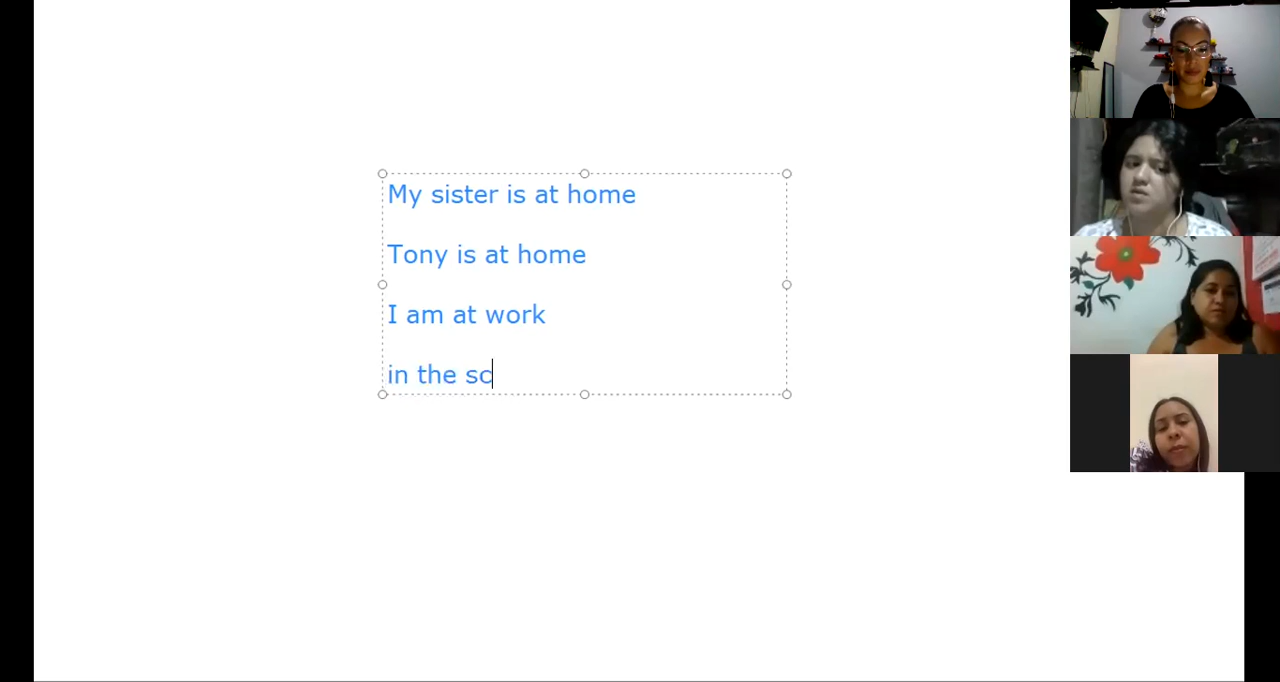 My sister is at home
Tony is at home
I am at work
in the sc